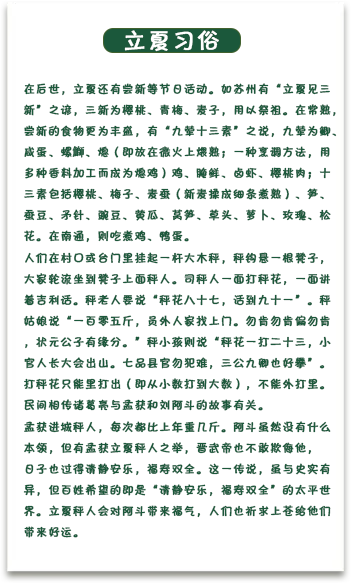 立夏习俗
在后世，立夏还有尝新等节日活动。如苏州有“立夏见三
新”之谚，三新为樱桃、青梅、麦子，用以祭祖。在常熟，
尝新的食物更为丰盛，有“九荤十三素”之说，九荤为鲫、
咸蛋、螺蛳、熄（即放在微火上煨熟；一种烹调方法，用
多种香料加工而成为熄鸡）鸡、腌鲜、卤虾、樱桃肉；十
三素包括樱桃、梅子、麦蚕（新麦揉成细条煮熟）、笋、
蚕豆、矛针、豌豆、黄瓜、莴笋、草头、萝卜、玫瑰、松
花。在南通，则吃煮鸡、鸭蛋。
人们在村口或台门里挂起一杆大木秤，秤钩悬一根凳子，
大家轮流坐到凳子上面秤人。司秤人一面打秤花，一面讲
着吉利话。秤老人要说“秤花八十七，活到九十一”。秤
姑娘说“一百零五斤，员外人家找上门。勿肯勿肯偏勿肯
，状元公子有缘分。”秤小孩则说“秤花一打二十三，小
官人长大会出山。七品县官勿犯难，三公九卿也好攀”。
打秤花只能里打出（即从小数打到大数），不能外打里。
民间相传诸葛亮与孟获和刘阿斗的故事有关。
孟获进城秤人，每次都比上年重几斤。阿斗虽然没有什么
本领，但有孟获立夏秤人之举，晋武帝也不敢欺侮他，
日子也过得清静安乐，福寿双全。这一传说，虽与史实有
异，但百姓希望的即是“清静安乐，福寿双全”的太平世
界。立夏秤人会对阿斗带来福气，人们也祈求上苍给他们
带来好运。